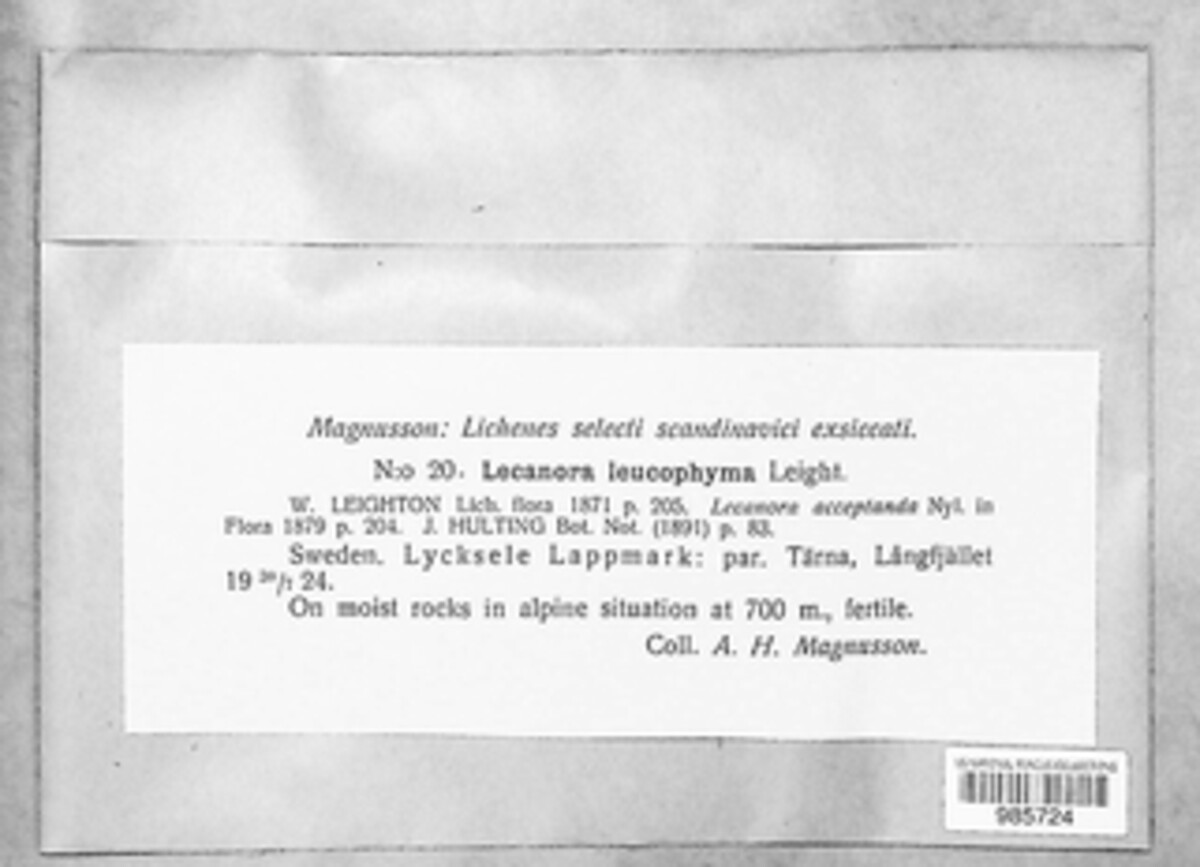 Magnusson: Lichenes selecti scandinavici exsiccati.
N:o 20. Lecanora leucophyma Leight.
W. LEIGHTON Lich. flora 1871 p. 205. Lecanora acceptanda Nyl. in
Flora 1879 p. 204. J. HULTING Bot. Not. (1891) p. 83.
Sweden. Lycksele Lappmark: par. Tärna, Långfjället
19 /7 24.
On moist rocks in alpine situation at 700 m., fertile.
Coll. A. H. Magnusson.
985724